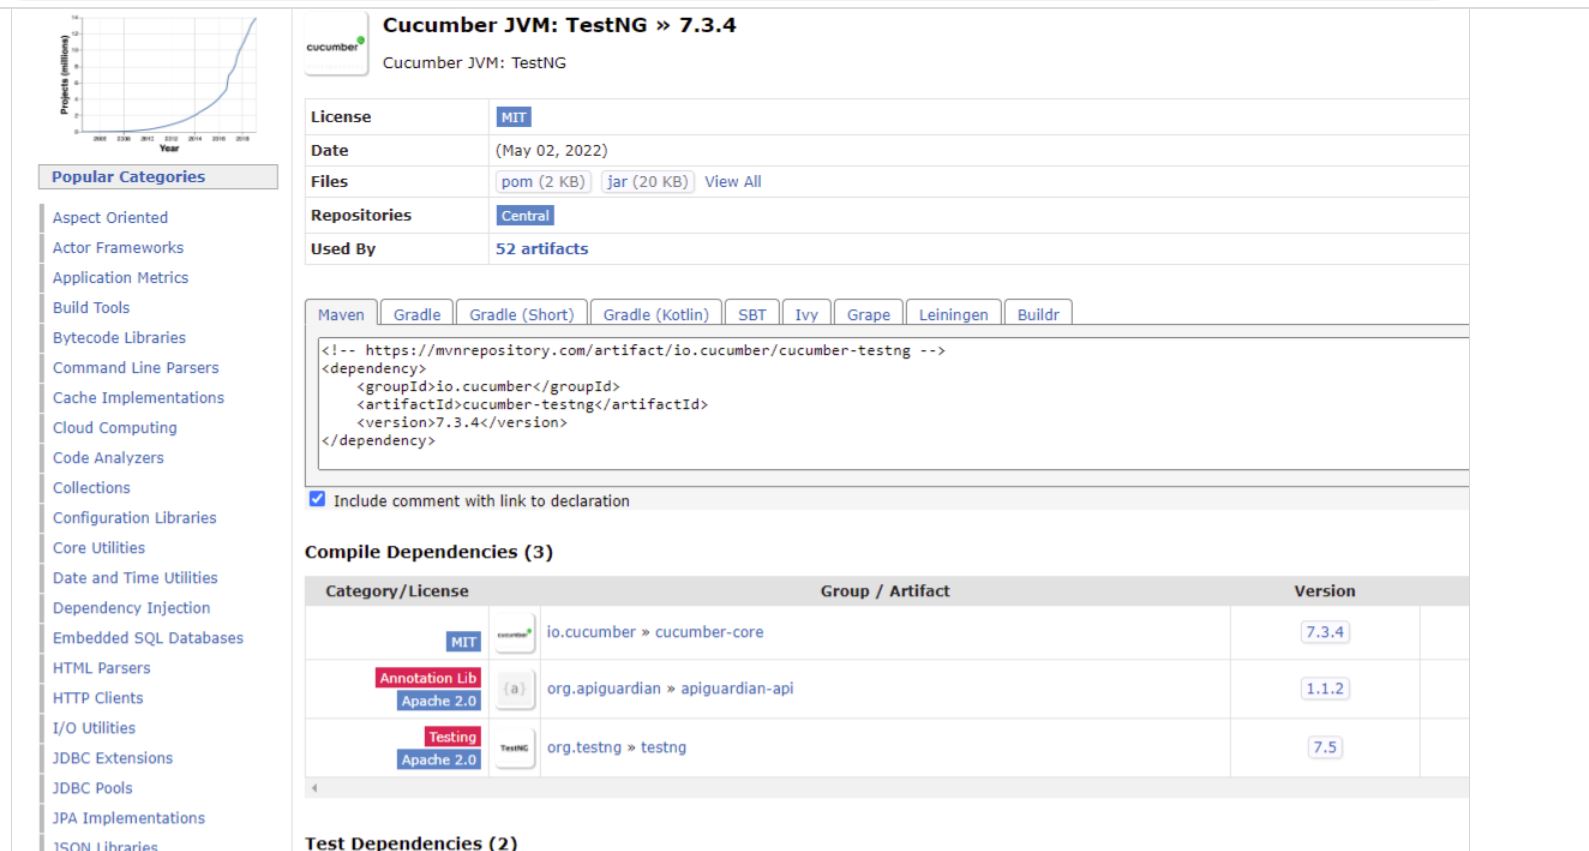 14
12
Projects (millions)
2
0
2014
Year
Popular Categories
Aspect Oriented
Actor Frameworks
Application Metrics
Build Tools
Bytecode Libraries
Command Line Parsers
Cache Implementations
Cloud Computing
Code Analyzers
Collections
Configuration Libraries
Core Utilities
Date and Time Utilities
Dependency Injection
Embedded SQL Databases
HTML Parsers
HTTP Clients
I/O Utilities
JDBC Extensions
JDBC Pools
JPA Implementations
JSON Libraries
cucumber
Cucumber JVM: TestNG » 7.3.4
Cucumber JVM: TestNG
License MIT
Date (May 02, 2022)
Files pom (2 KB) jar (20 KB) View All
Repositories Central
Used By 52 artifacts
Maven Gradle Gradle (Short) Gradle (Kotlin) SBT Ivy Grape Leiningen Buildr
<!-- https://mvnrepository.com/artifact/io.cucumber/cucumber-testng -->
<dependency>
    <groupId>io.cucumber</groupId>
    <artifactId>cucumber-testng</artifactId>
    <version>7.3.4</version>
</dependency>
Include comment with link to declaration
Compile Dependencies (3)
Category/License Group / Artifact Version
MIT cucumber io.cucumber » cucumber-core 7.3.4
Annotation Lib
Apache 2.0 {a} org.apiguardian » apiguardian-api 1.1.2
Testing
Apache 2.0 TestNG org.testng » testng 7.5
Test Dependencies (2)